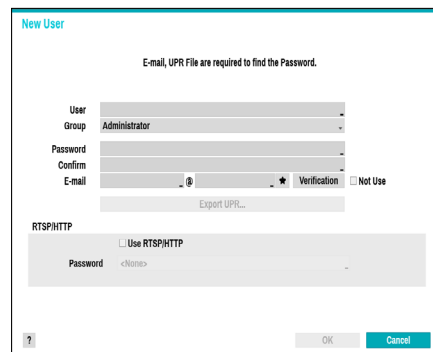 New User
E-mail, UPR File are required to find the Password.
User
Group Administrator
Password
Confirm
E-mail @ ★ Verification Not Use
Export UPR...
RTSP/HTTP
Use RTSP/HTTP
Password <None>
? OK Cancel